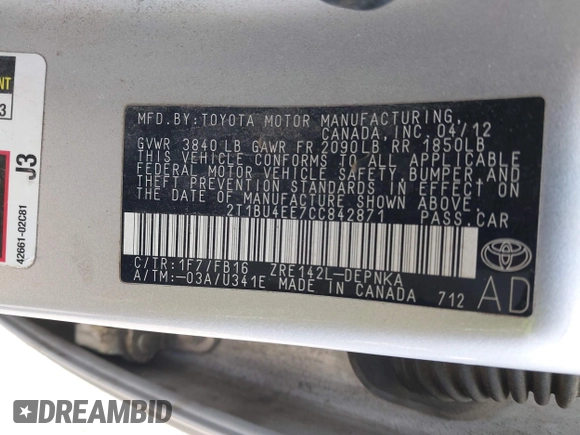 NT
3
J3
42661-02C81
MFD.BY:TOYOTA MOTOR MANUFACTURING,
CANADA, INC. 04/12
GVWR 3840LB GAWR FR 2090LB RR 1850LB
THIS VEHICLE CONFORMS TO ALL APPLICABLE
FEDERAL MOTOR VEHICLE SAFETY, BUMPER AND
THEFT PREVENTION STANDARDS IN EFFECT ON
THE DATE OF MANUFACTURE SHOWN ABOVE.
2T1BU4EE7CC842871 PASS.CAR
C/TR:1F7/FB16 ZRE142L-DEPNKA
A/TM:-03A/U341E MADE IN CANADA 712
AD
DREAMBID